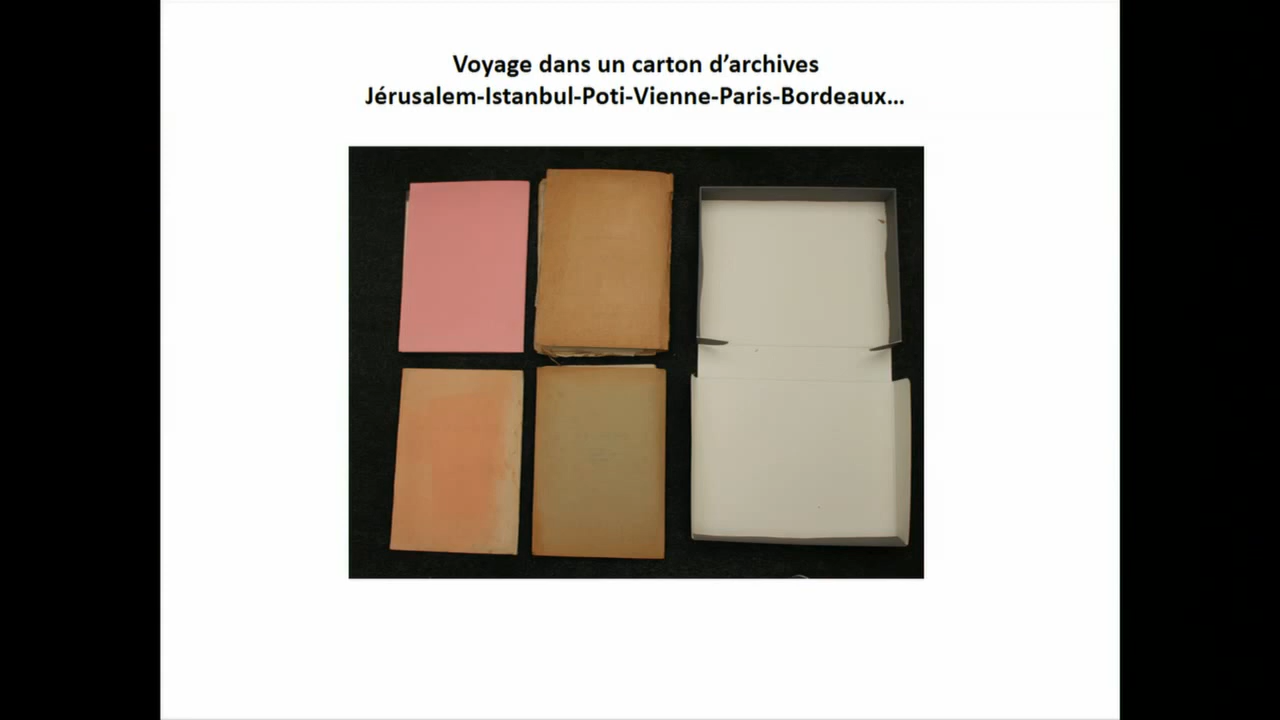 Voyage dans un carton d’archives
Jérusalem-Istanbul-Poti-Vienne-Paris-Bordeaux…